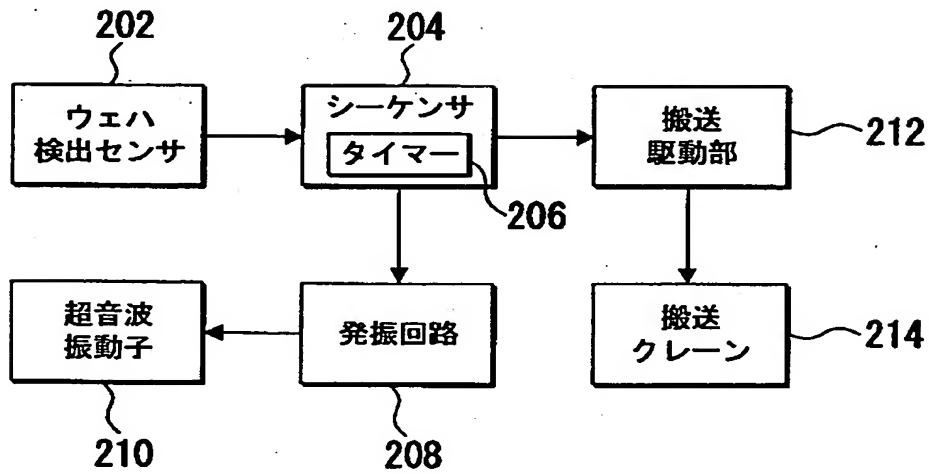 202
204
ウェハ
検出センサ
シーケンサ
タイマー
搬送
駆動部
212
206
超音波
振動子
発振回路
搬送
クレーン
214
210
208